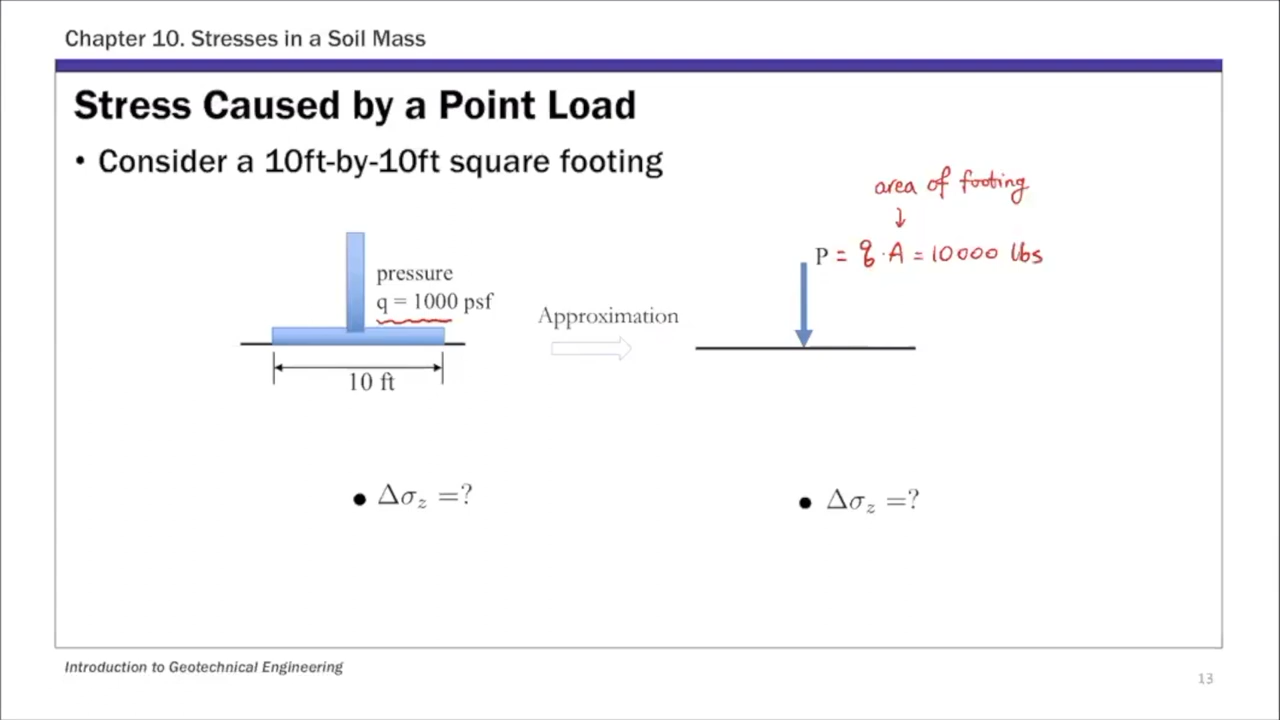 Chapter 10. Stresses in a Soil Mass
Stress Caused by a Point Load
• Consider a 10ft-by-10ft square footing
area of footing
↓
P = q·A = 10000 lbs
pressure
q = 1000 psf
Approximation
10 ft
• Δσz =?
• Δσz =?
Introduction to Geotechnical Engineering
13